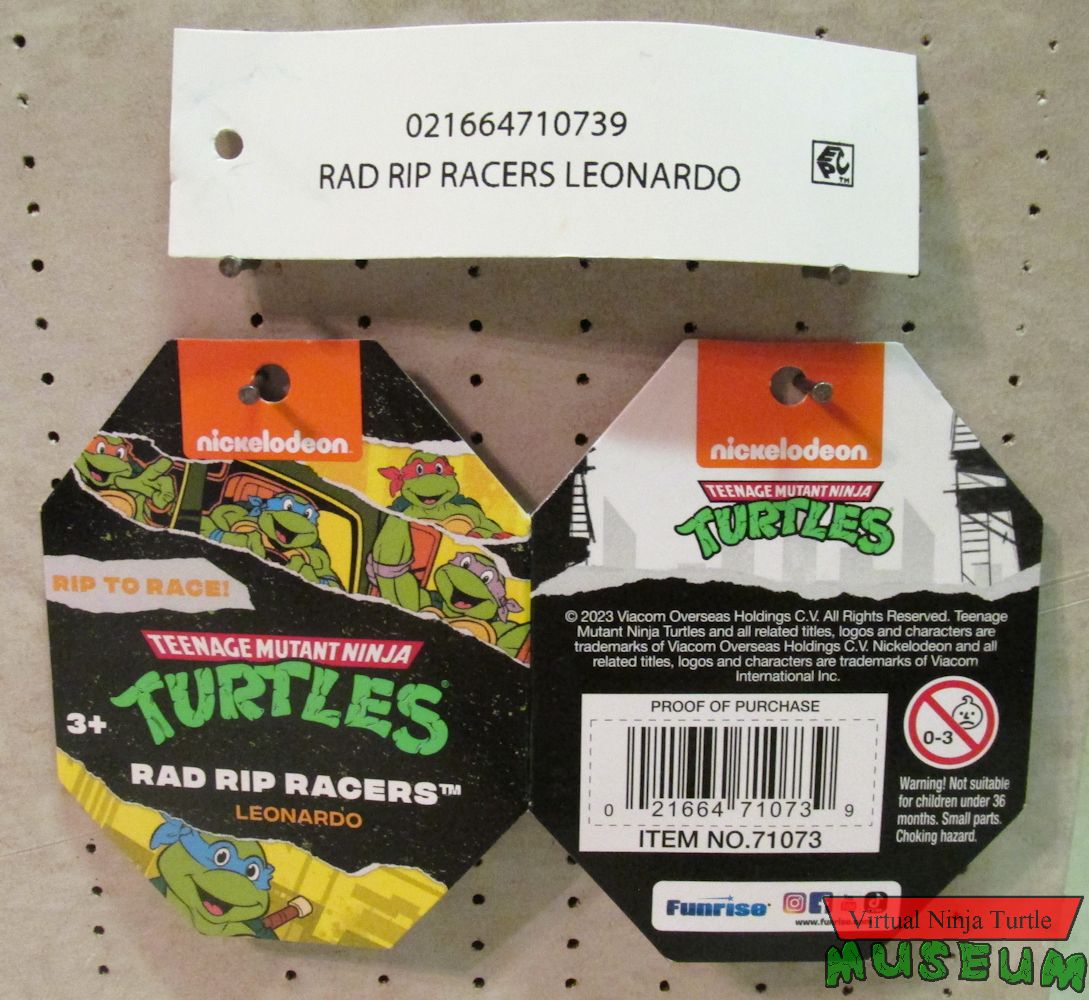 021664710739
RAD RIP RACERS LEONARDO
EPC™
nickelodeon™
RIP TO RACE!
TEENAGE MUTANT NINJA
TURTLES
3+
RAD RIP RACERS™
LEONARDO
nickelodeon™
TEENAGE MUTANT NINJA
TURTLES
© 2023 Viacom Overseas Holdings C.V. All Rights Reserved. Teenage
Mutant Ninja Turtles and all related titles, logos and characters are
trademarks of Viacom Overseas Holdings C.V. Nickelodeon and all
related titles, logos and characters are trademarks of Viacom
International Inc.
PROOF OF PURCHASE
0 21664 71073 9
ITEM NO.71073
0-3
Warning! Not suitable
for children under 36
months. Small parts.
Choking hazard.
Funrise
Virtual Ninja Turtle
MUSEUM